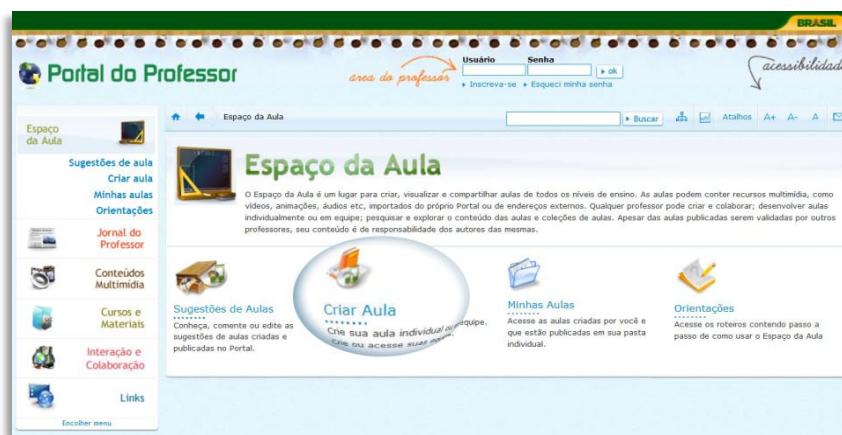 BRASIL
Portal do Professor
area do professor
Usuário Senha
ok
Inscreva-se Esqueci minha senha
acessibilidad
Espaço da Aula
Buscar
Atalhos A+ A- A
Espaço
da Aula
Sugestões de aula
Criar aula
Minhas aulas
Orientações
Jornal do
Professor
Conteúdos
Multimídia
Cursos e
Materiais
Interação e
Colaboração
Links
Encolher menu
Espaço da Aula
O Espaço da Aula é um lugar para criar, visualizar e compartilhar aulas de todos os níveis de ensino. As aulas podem conter recursos multimídia, como
vídeos, animações, áudios etc, importados do próprio Portal ou de endereços externos. Qualquer professor pode criar e colaborar; desenvolver aulas
individualmente ou em equipe; pesquisar e explorar o conteúdo das aulas e coleções de aulas. Apesar das aulas publicadas serem validadas por outros
professores, seu conteúdo é de responsabilidade dos autores das mesmas.
Sugestões de Aulas
Conheça, comente ou edite as
sugestões de aulas criadas e
publicadas no Portal.
Criar Aula
Crie sua aula individual ou equipe.
Crie ou acesse sua equipe.
Minhas Aulas
Acesse as aulas criadas por você e
que estão publicadas em sua pasta
individual.
Orientações
Acesse os roteiros contendo passo a
passo de como usar o Espaço da Aula